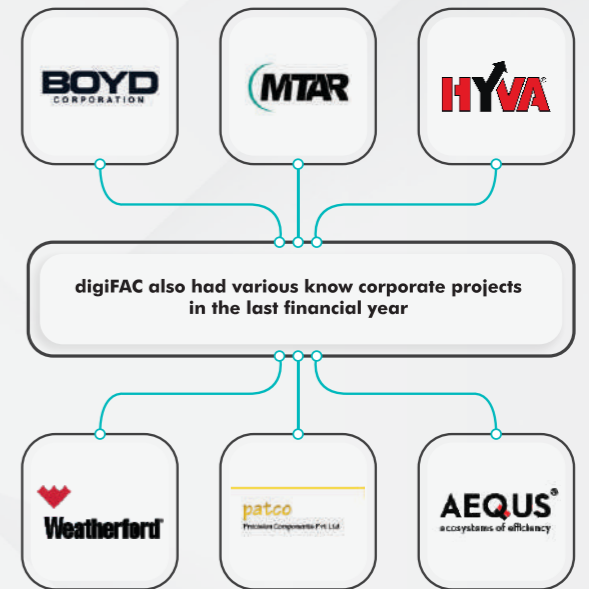 BOYD
CORPORATION
MTAR
HYVA®
digiFAC also had various know corporate projects
in the last financial year
Weatherford
patco
Precision Components Pvt Ltd
AEQUS®
ecosystems of efficiency